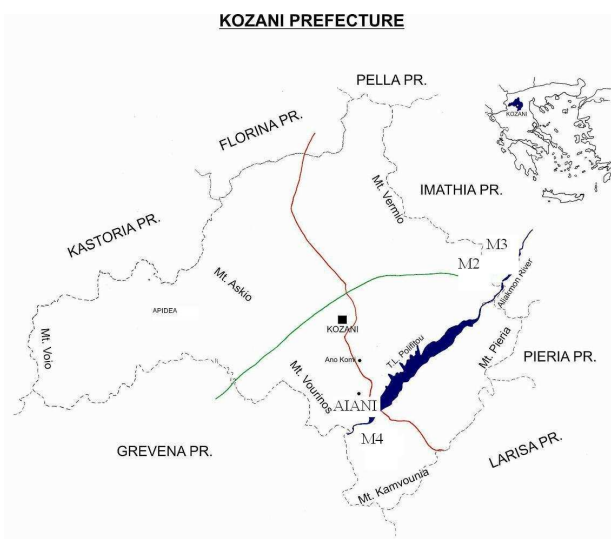 KOZANI PREFECTURE
PELLA PR.
FLORINA PR.
KOZANI
IMATHIA PR.
Mt. Vermio
KASTORIA PR.
M3
M2
Mt. Askio
Aliakmon River
APIDEA
KOZANI
T.L. Polifitou
Mt. Voio
Mt. Pieria
Ano Komi
PIERIA PR.
Mt. Vourinos
AIANI
M4
GREVENA PR.
LARISA PR.
Mt. Kamvounia